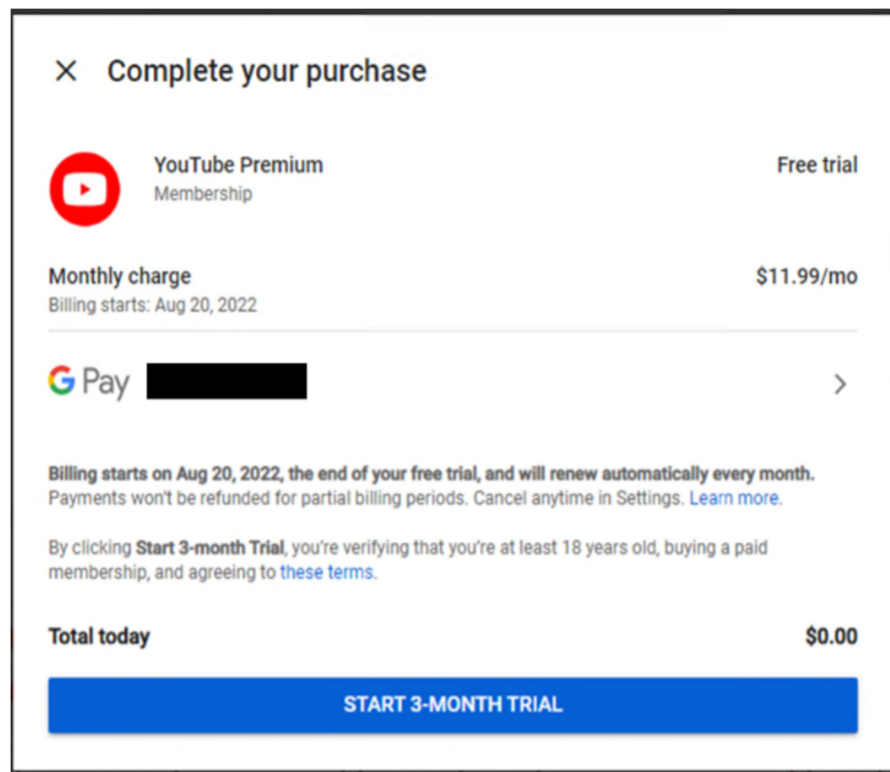 Complete your purchase
YouTube Premium Free trial
Membership
Monthly charge $11.99/mo
Billing starts: Aug 20, 2022
G Pay
Billing starts on Aug 20, 2022, the end of your free trial, and will renew automatically every month.
Payments won't be refunded for partial billing periods. Cancel anytime in Settings. Learn more.
By clicking Start 3-month Trial, you're verifying that you're at least 18 years old, buying a paid
membership, and agreeing to these terms.
Total today $0.00
START 3-MONTH TRIAL